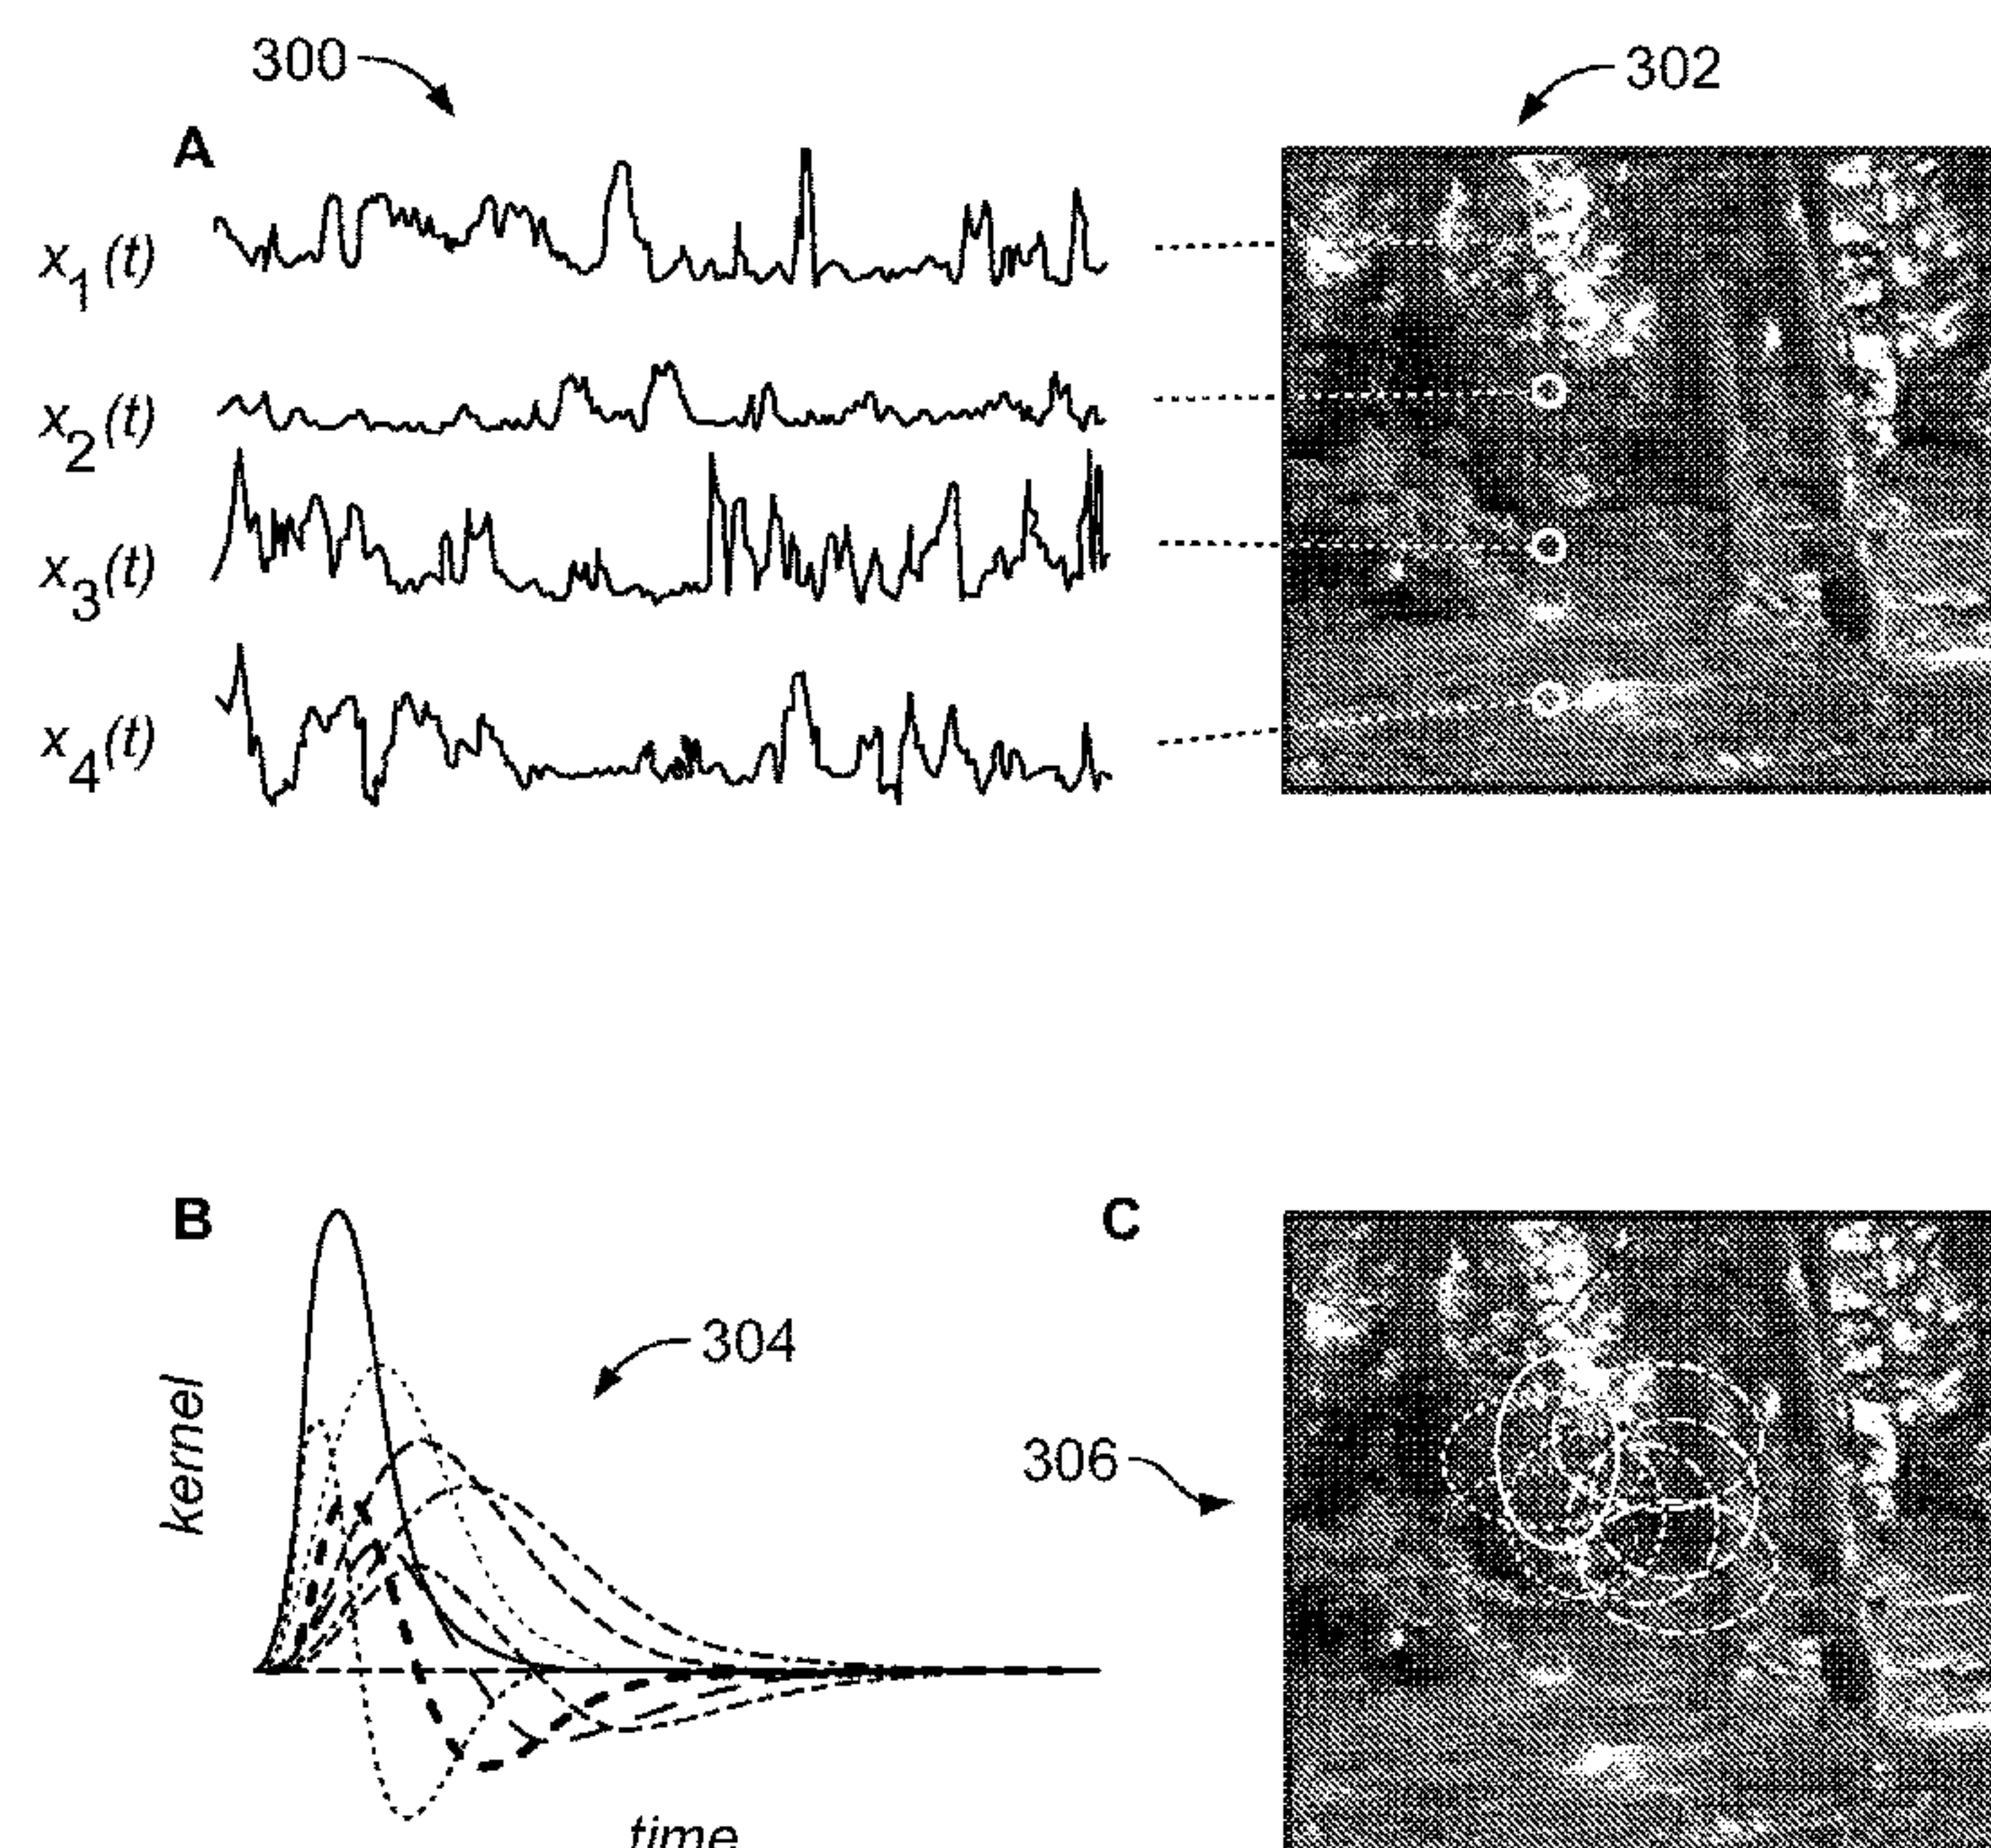 300
302
A
x1(t)
x2(t)
x3(t)
x4(t)
B
C
304
306
kernel
time